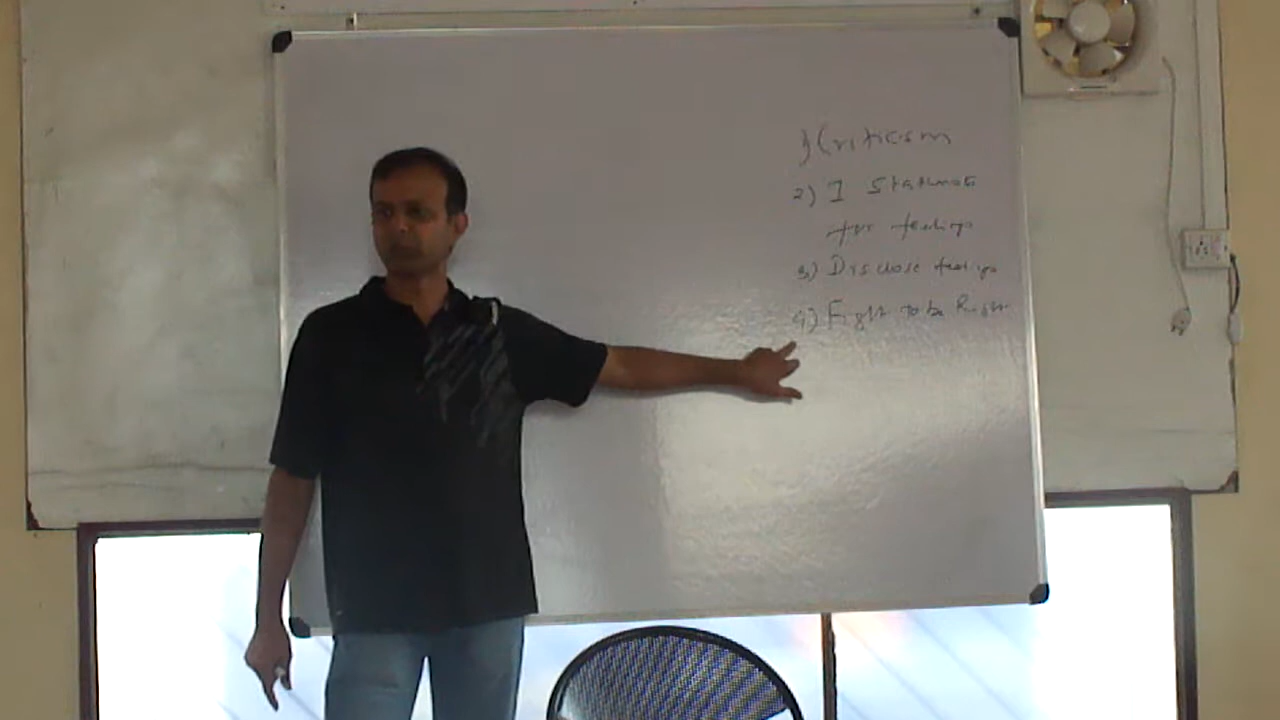 1) Criticism
2) I Statements
for feelings
3) Disclose feelings
4) Fight to be Right